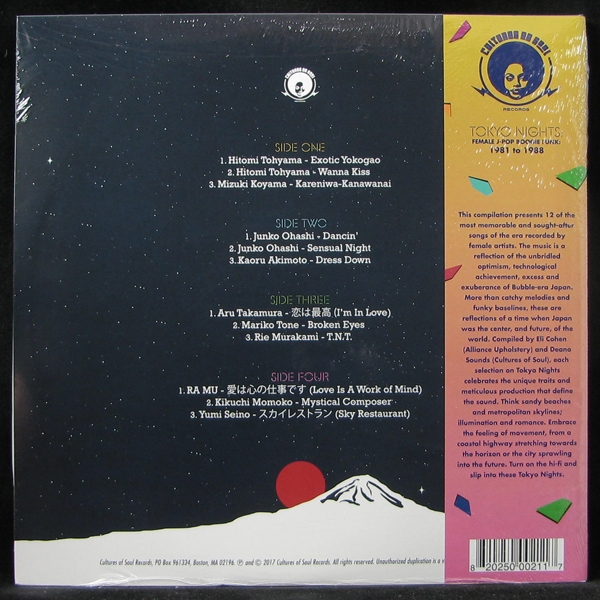 CULTURES OF SOUL
SIDE ONE
1. Hitomi Tohyama - Exotic Yokogao
2. Hitomi Tohyama - Wanna Kiss
3. Mizuki Koyama - Kareniwa-Kanawanai
SIDE TWO
1. Junko Ohashi - Dancin'
2. Junko Ohashi - Sensual Night
3. Kaoru Akimoto - Dress Down
SIDE THREE
1. Aru Takamura - 恋は最高 (I'm In Love)
2. Mariko Tone - Broken Eyes
3. Rie Murakami - T.N.T.
SIDE FOUR
1. RA MU - 愛は心の仕事です (Love Is A Work of Mind)
2. Kikuchi Momoko - Mystical Composer
3. Yumi Seino - スカイレストラン (Sky Restaurant)
Cultures of Soul Records, PO Box 961334, Boston, MA 02196. Ⓟ and © 2017 Cultures of Soul Records. All rights reserved. Unauthorized duplication is a
CULTURES OF SOUL
RECORDS
TOKYO NIGHTS:
FEMALE J-POP BOOGIE FUNK:
1981 to 1988
This compilation presents 12 of the
most memorable and sought-after
songs of the era recorded by
female artists. The music is a
reflection of the unbridled
optimism, technological
achievement, excess and
exuberance of Bubble-era Japan.
More than catchy melodies and
funky baselines, these are
reflections of a time when Japan
was the center, and future, of the
world. Compiled by Eli Cohen
(Alliance Upholstery) and Deano
Sounds (Cultures of Soul), each
selection on Tokyo Nights
celebrates the unique traits and
meticulous production that define
the music. Think sandy beaches
and metropolitan skylines;
illumination and romance. Embrace
the feeling of movement, from a
coastal highway stretching towards
the horizon or the city sprawling
into the future. Turn on the hi-fi and
slip into these Tokyo Nights.
8 20250 00211 7